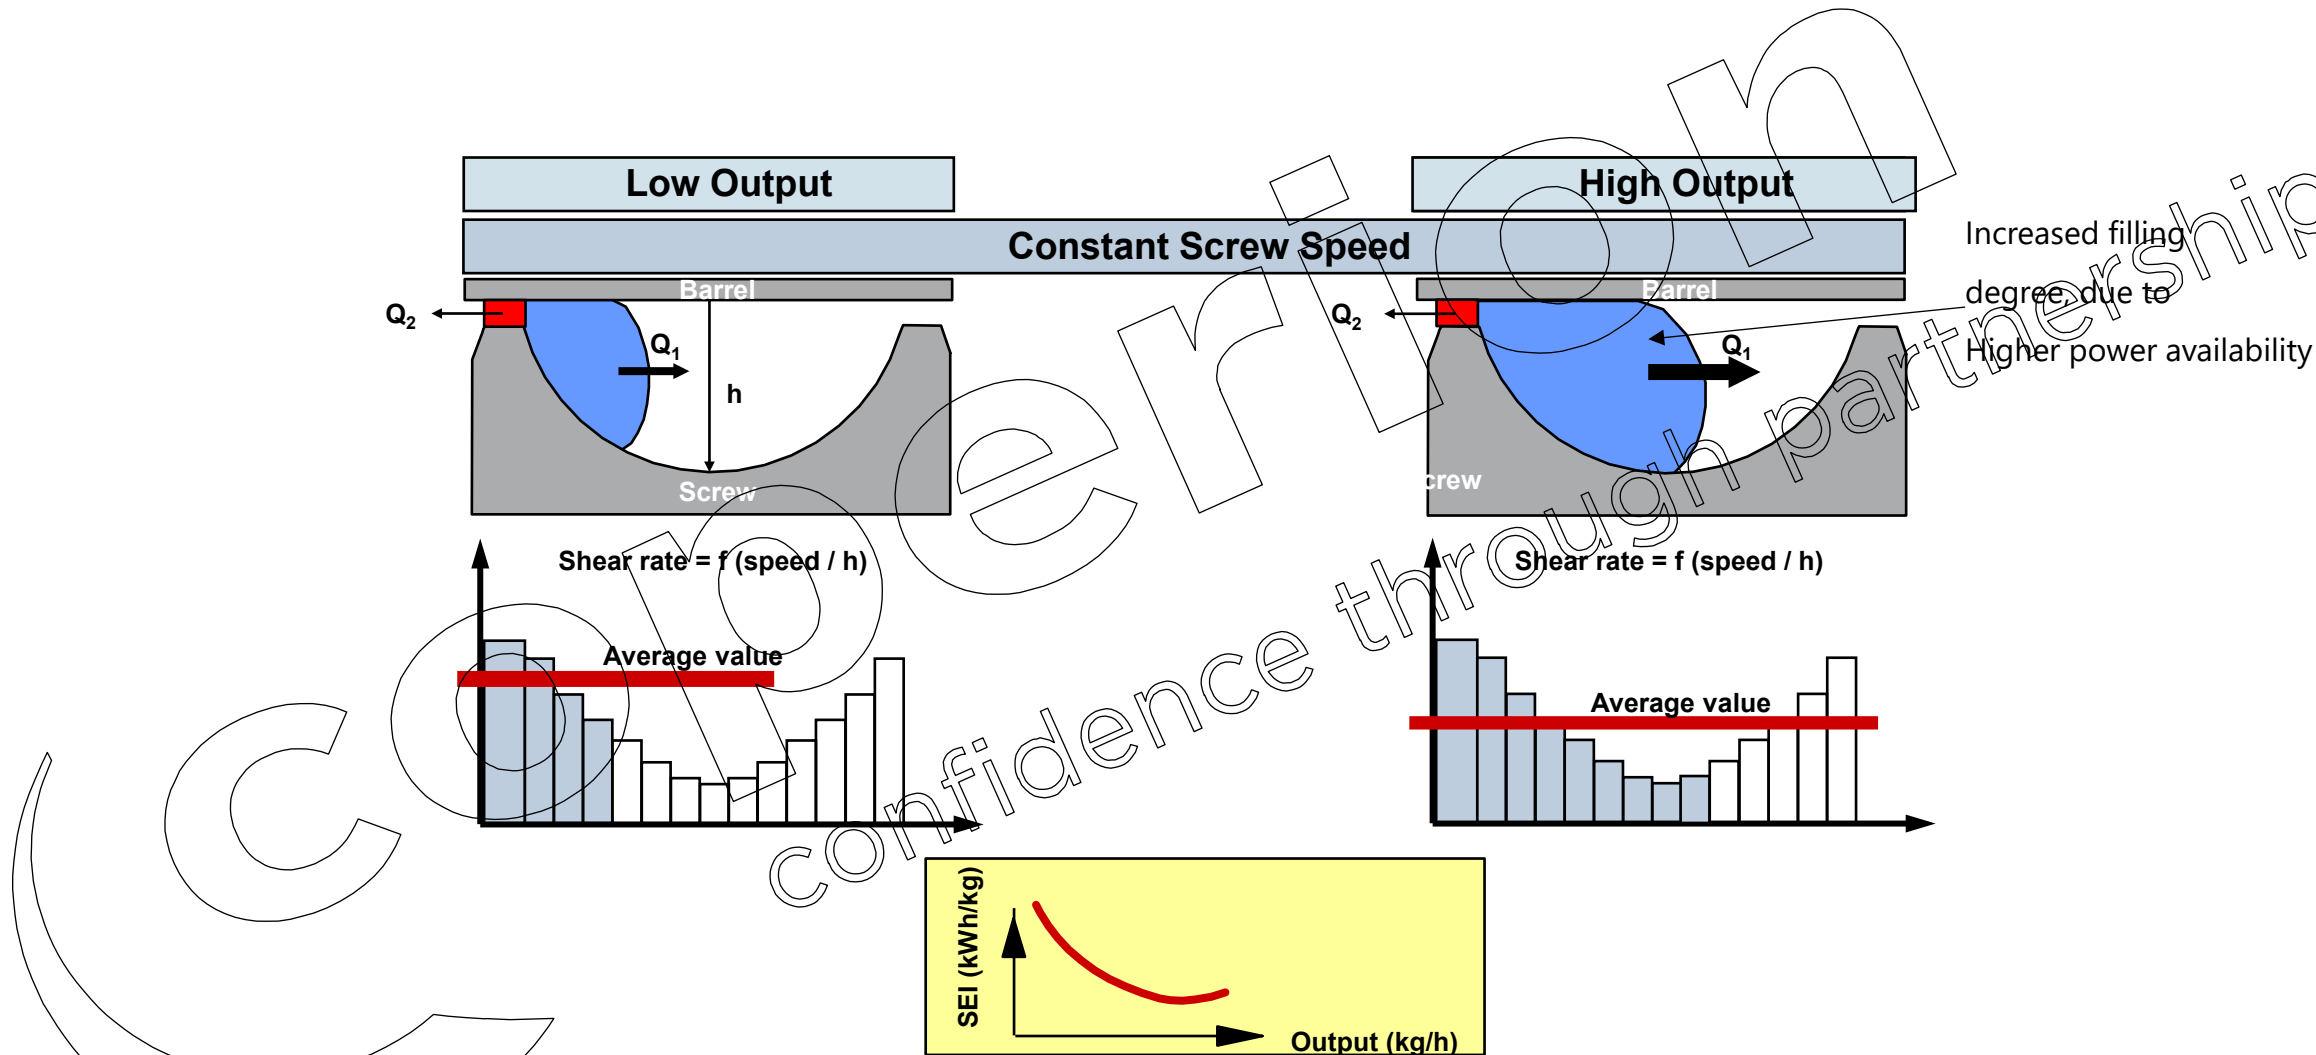 Low Output
High Output
Constant Screw Speed
Increased filling
degree, due to
Higher power availability
Barrel
Barrel
Q2
Q1
h
Screw
Q2
Q1
crew
Shear rate = f (speed / h)
Shear rate = f (speed / h)
Average value
Average value
SEI (kWh/kg)
Output (kg/h)
coperion
confidence through partnership